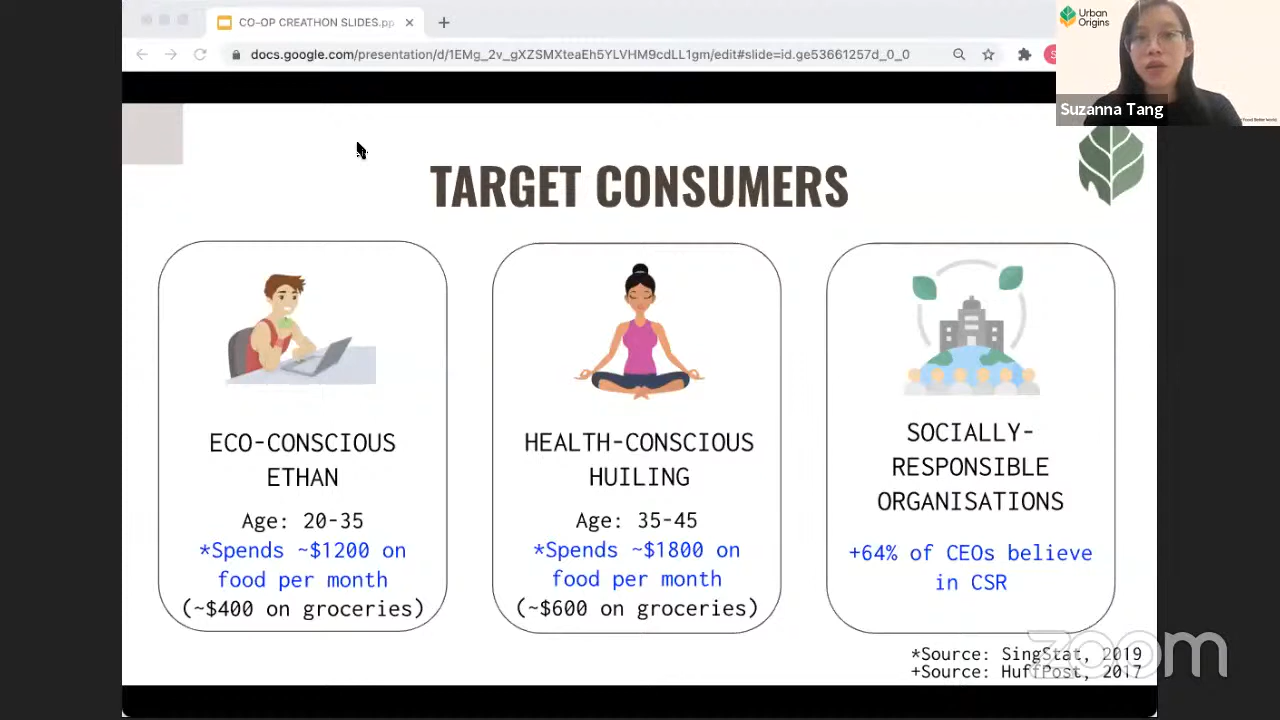 CO-OP CREATHON SLIDES.pp
docs.google.com/presentation/d/1EMg_2v_gXZSMXteaEh5YLVHM9cdLL1gm/edit#slide=id.ge53661257d_0_0
S
Urban
Origins
Suzanna Tang
TARGET CONSUMERS
ECO-CONSCIOUS
ETHAN
Age: 20-35
*Spends ~$1200 on
food per month
(~$400 on groceries)
HEALTH-CONSCIOUS
HUILING
Age: 35-45
*Spends ~$1800 on
food per month
(~$600 on groceries)
SOCIALLY-
RESPONSIBLE
ORGANISATIONS
+64% of CEOs believe
in CSR
*Source: SingStat, 2019
+Source: HuffPost, 2017
zoom